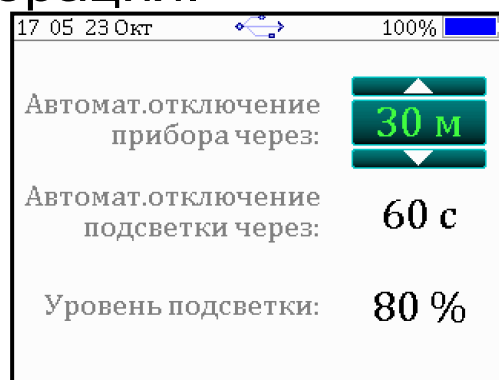 17 05 23 Окт 100%
Автомат.отключение
прибора через:
30 м
Автомат.отключение
подсветки через:
60 с
Уровень подсветки:
80 %